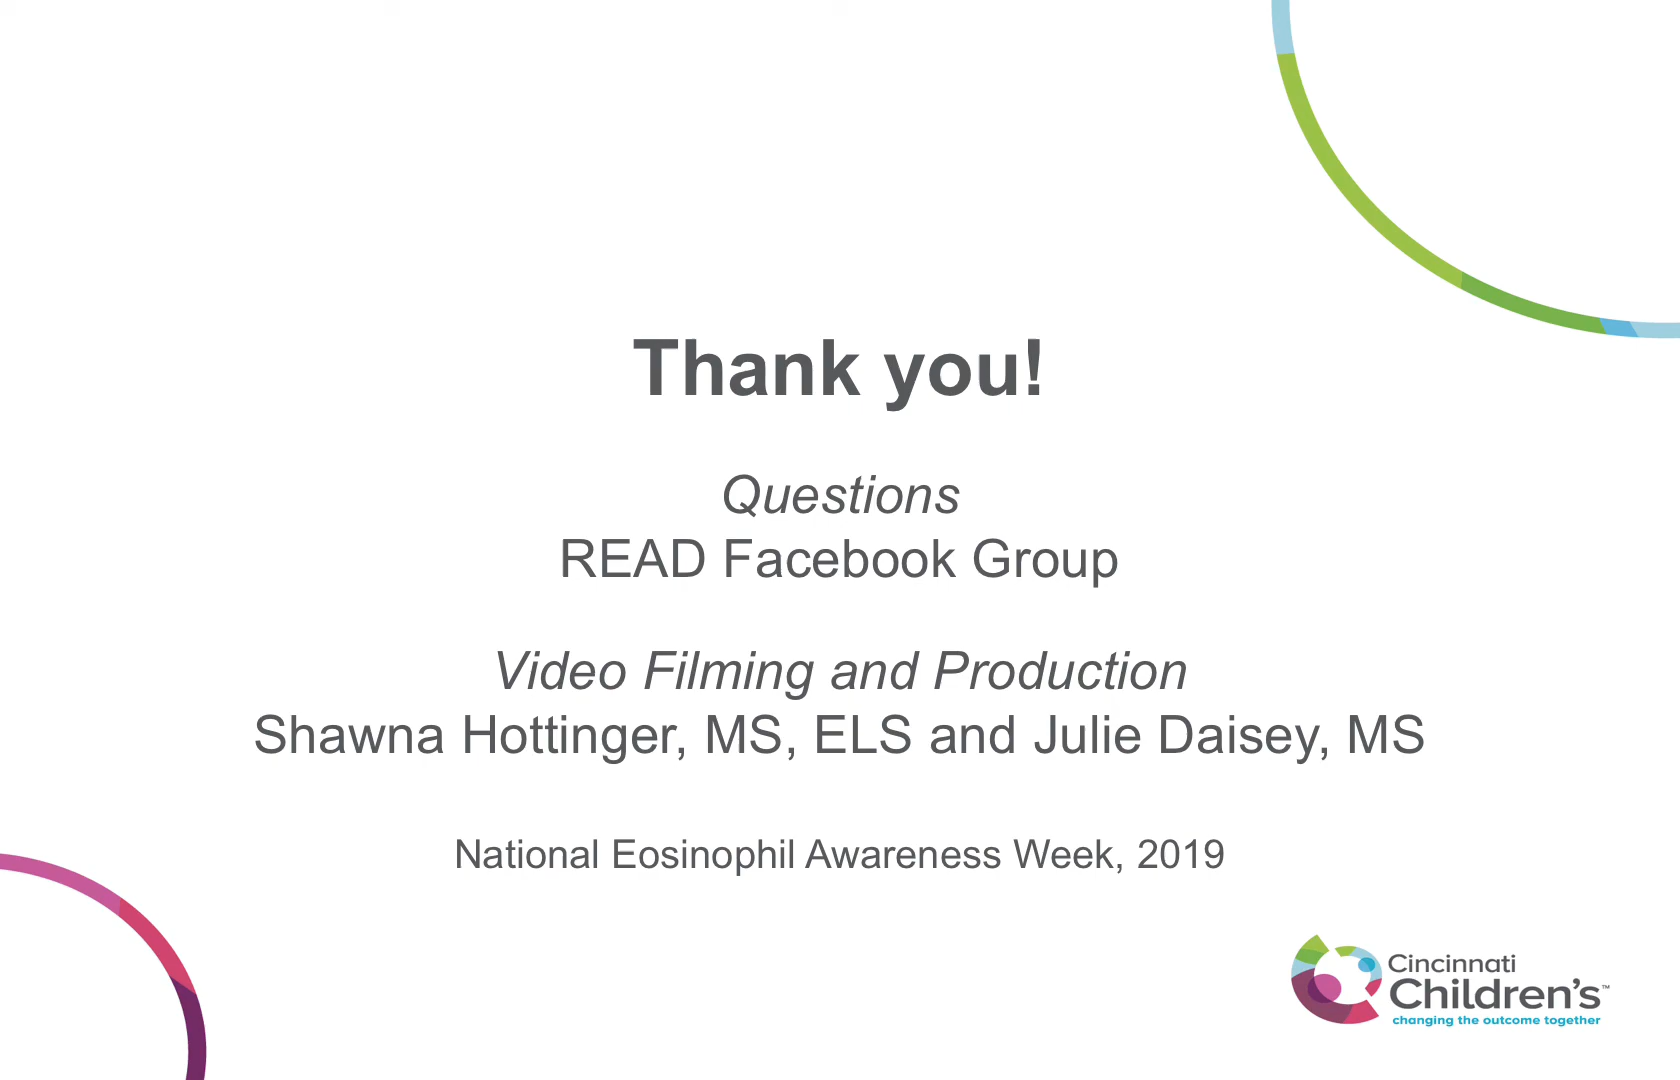 Thank you!
Questions
READ Facebook Group
Video Filming and Production
Shawna Hottinger, MS, ELS and Julie Daisey, MS
National Eosinophil Awareness Week, 2019
Cincinnati
Children's™
changing the outcome together